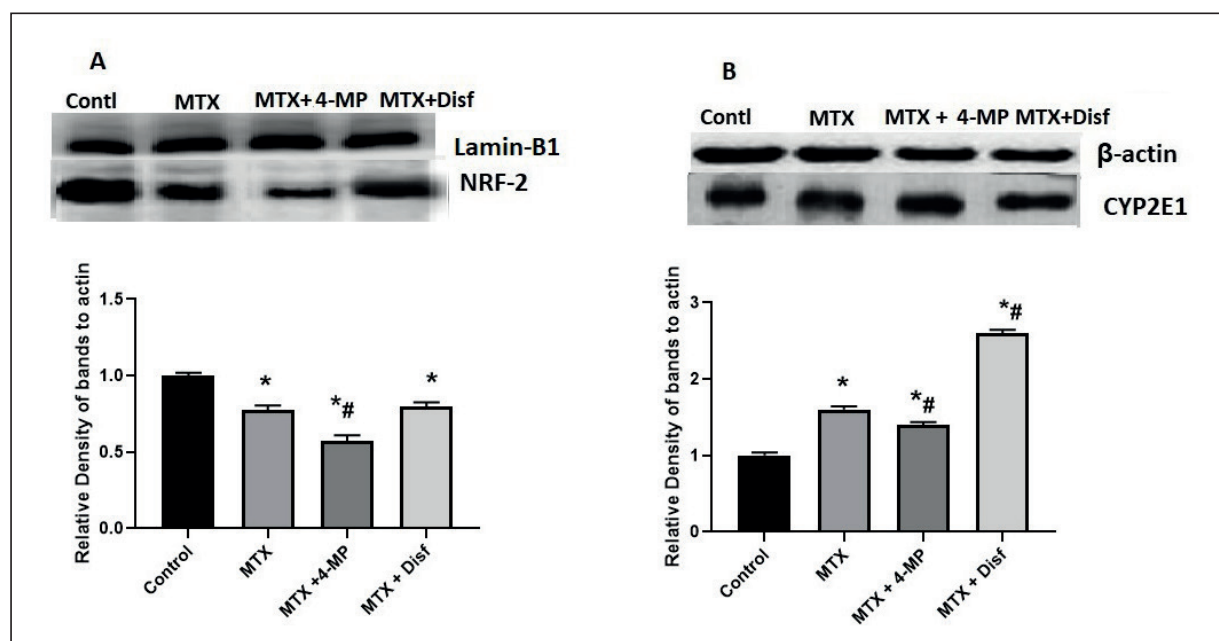 A
Contl MTX MTX+ 4-MP MTX+Disf
Lamin-B1
NRF-2
Relative Density of bands to actin
1.5
1.0
0.5
0.0
*
*#
*
Control
MTX
MTX +4-MP
MTX + Disf
B
Contl MTX MTX + 4-MP MTX+Disf
β-actin
CYP2E1
Relative Density of bands to actin
3
2
1
0
*
*#
*#
Control
MTX
MTX + 4-MP
MTX + Disf